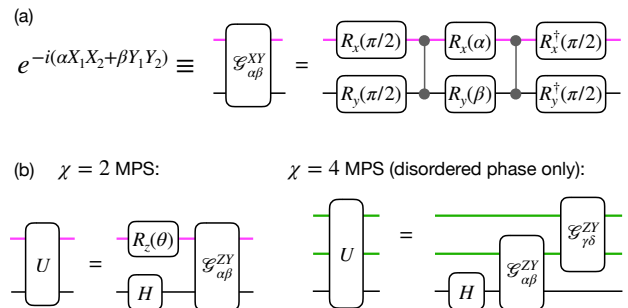 (a)
e^{-i(αX_1X_2+βY_1Y_2)} ≡ 𝒢^{XY}_{αβ} = R_x(π/2) R_x(α) R_x^†(π/2)
R_y(π/2) R_y(β) R_y^†(π/2)
(b) χ = 2 MPS: χ = 4 MPS (disordered phase only):
U = R_z(θ) H 𝒢^{ZY}_{αβ}
U = H 𝒢^{ZY}_{αβ} 𝒢^{ZY}_{γδ}